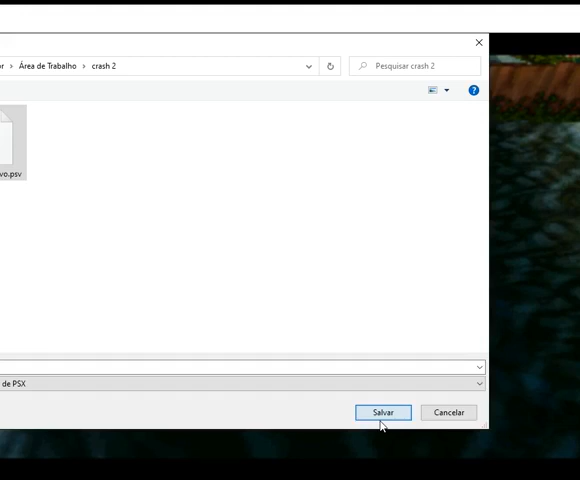 or > Área de Trabalho > crash 2
Pesquisar crash 2
?
vo.psv
de PSX
Salvar
Cancelar